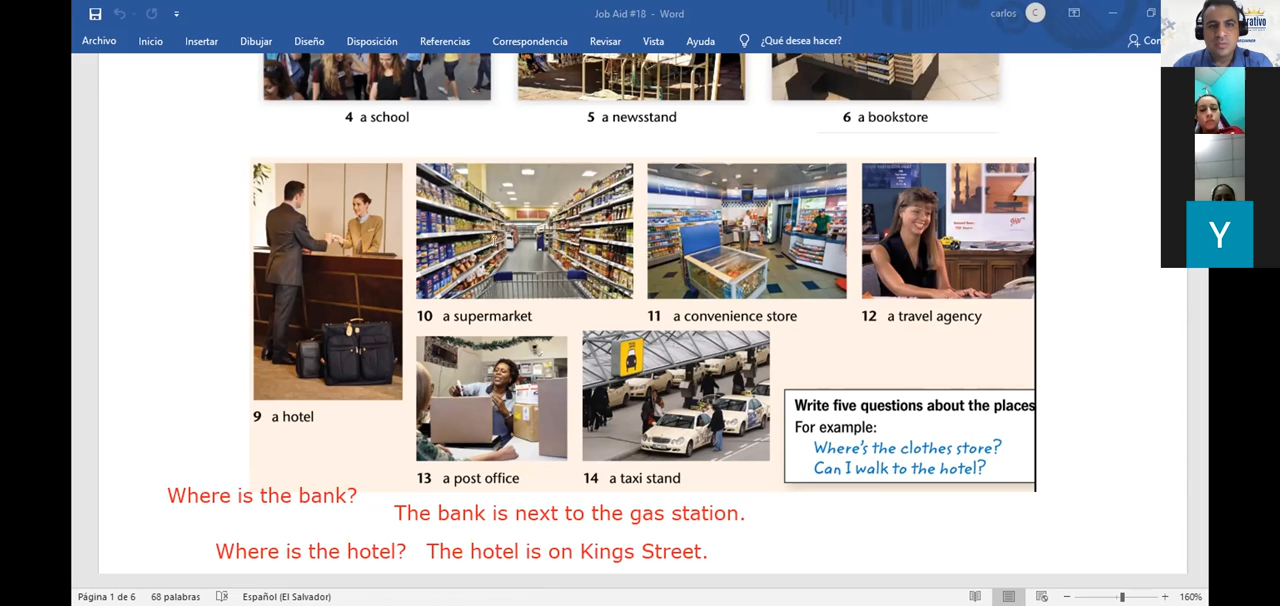 Job Aid #18 - Word
carlos C
Archivo Inicio Insertar Dibujar Diseño Disposición Referencias Correspondencia Revisar Vista Ayuda ¿Qué desea hacer? Con
4 a school
5 a newsstand
6 a bookstore
10 a supermarket
11 a convenience store
12 a travel agency
9 a hotel
Write five questions about the places
For example:
Where's the clothes store?
Can I walk to the hotel?
13 a post office
14 a taxi stand
Where is the bank?
The bank is next to the gas station.
Where is the hotel? The hotel is on Kings Street.
Y
Página 1 de 6 68 palabras Español (El Salvador) 160%